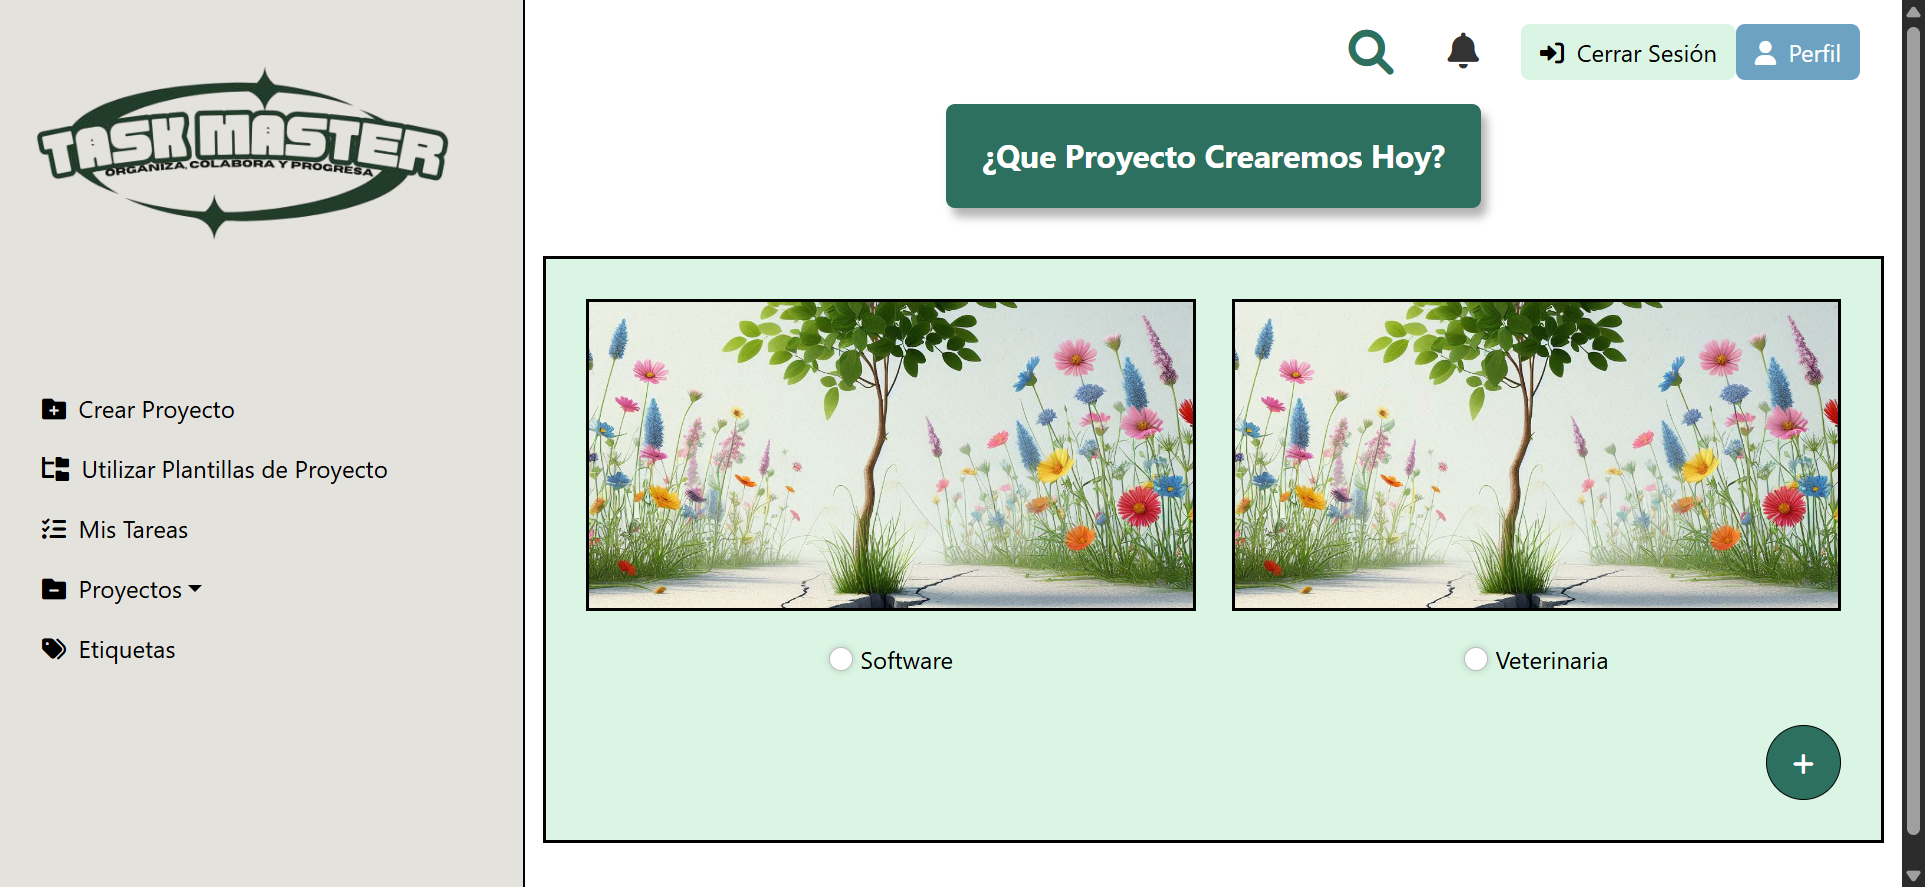 TASK MASTER
ORGANIZA, COLABORA Y PROGRESA
Crear Proyecto
Utilizar Plantillas de Proyecto
Mis Tareas
Proyectos
Etiquetas
Cerrar Sesión
Perfil
¿Que Proyecto Crearemos Hoy?
Software
Veterinaria